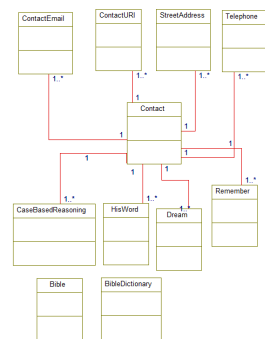 ContactEmail
ContactURI
StreetAddress
Telephone
1..*
1..*
1..*
1..*
1
Contact
1
1
1
1
1
1
1
1..*
1..*
1..*
1..*
CaseBasedReasoning
HisWord
Dream
Remember
Bible
BibleDictionary